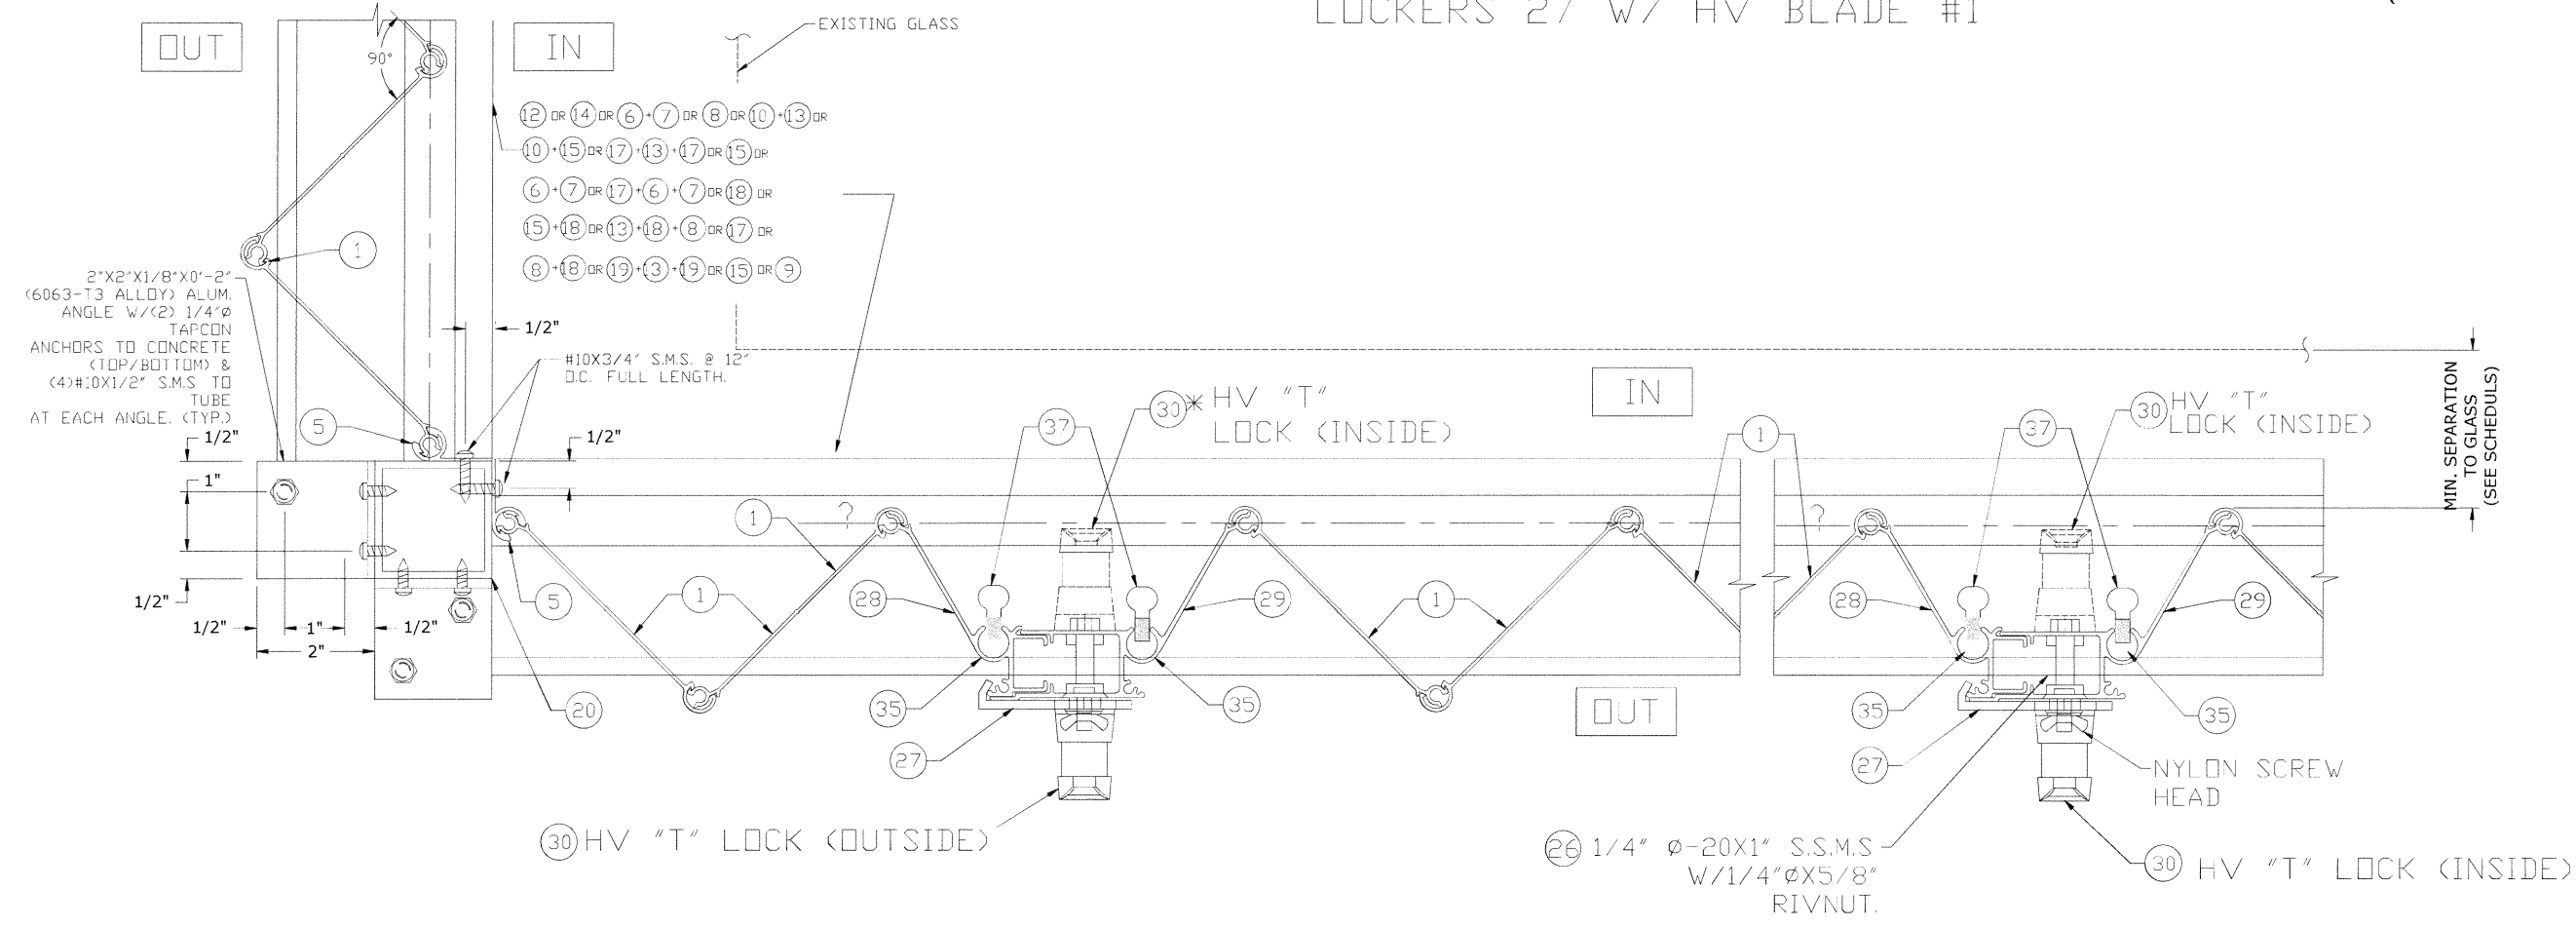 LOCKERS 27 W/ HV BLADE #1
OUT
IN
EXISTING GLASS
90°
12 OR 14 OR 6 + 7 OR 8 OR 10 + 13 OR
10 + 15 OR 17 + 13 + 17 OR 15 OR
6 + 7 OR 17 + 6 + 7 OR 18 OR
15 + 18 OR 13 + 18 + 8 OR 17 OR
8 + 18 OR 19 + 13 + 19 OR 15 OR 9
1
2"X2"X1/8"X0'-2"
(6063-T3 ALLOY) ALUM.
ANGLE W/(2) 1/4"Ø
TAPCON
ANCHORS TO CONCRETE
(TOP/BOTTOM) &
(4)#10X1/2" S.M.S TO
TUBE
AT EACH ANGLE. (TYP.)
1/2"
#10X3/4" S.M.S. @ 12"
O.C. FULL LENGTH.
5
1/2"
1"
1/2"
1/2"
1"
1/2"
2"
1/2"
37
30 * HV "T"
LOCK (INSIDE)
IN
1
37
30 HV "T"
LOCK (INSIDE)
MIN. SEPARATION
TO GLASS
(SEE SCHEDULS)
1
?
?
5
1
28
29
1
28
29
20
35
35
OUT
35
35
27
27
NYLON SCREW
HEAD
30 HV "T" LOCK (OUTSIDE)
26 1/4" Ø-20X1" S.S.M.S
W/1/4"ØX5/8"
RIVNUT.
30 HV "T" LOCK (INSIDE)